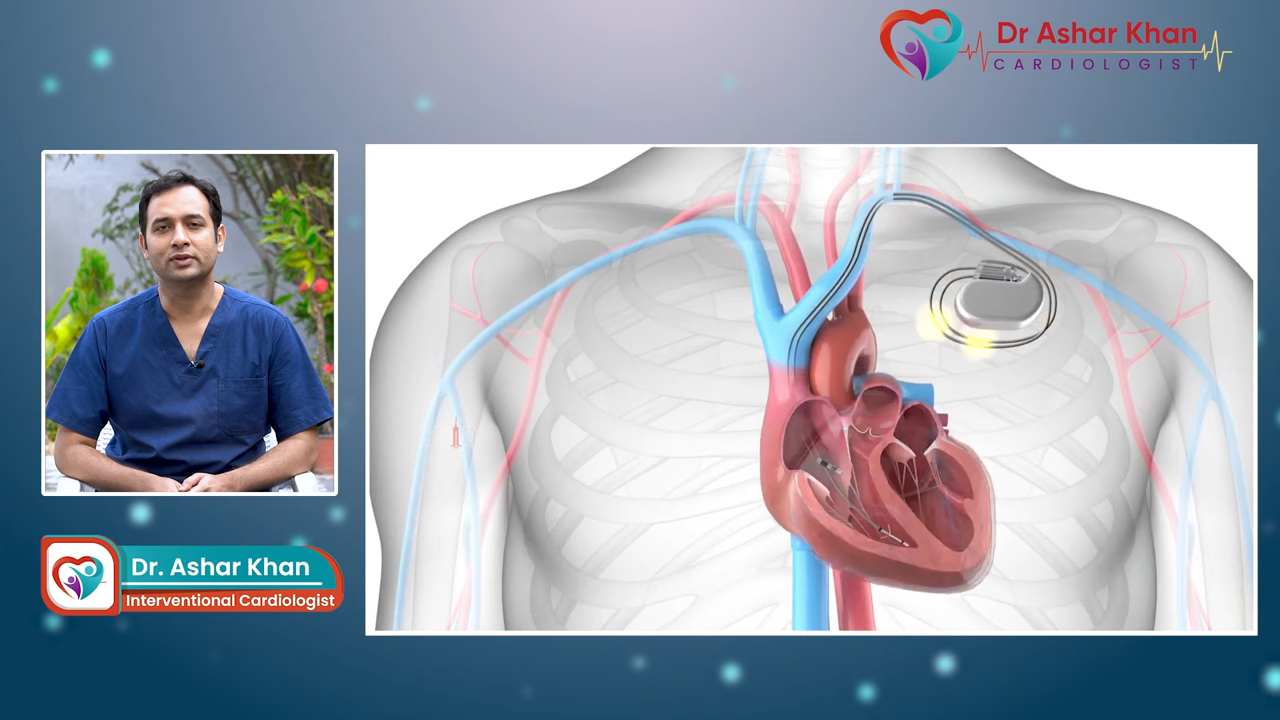 Dr Ashar Khan
CARDIOLOGIST
Dr. Ashar Khan
Interventional Cardiologist